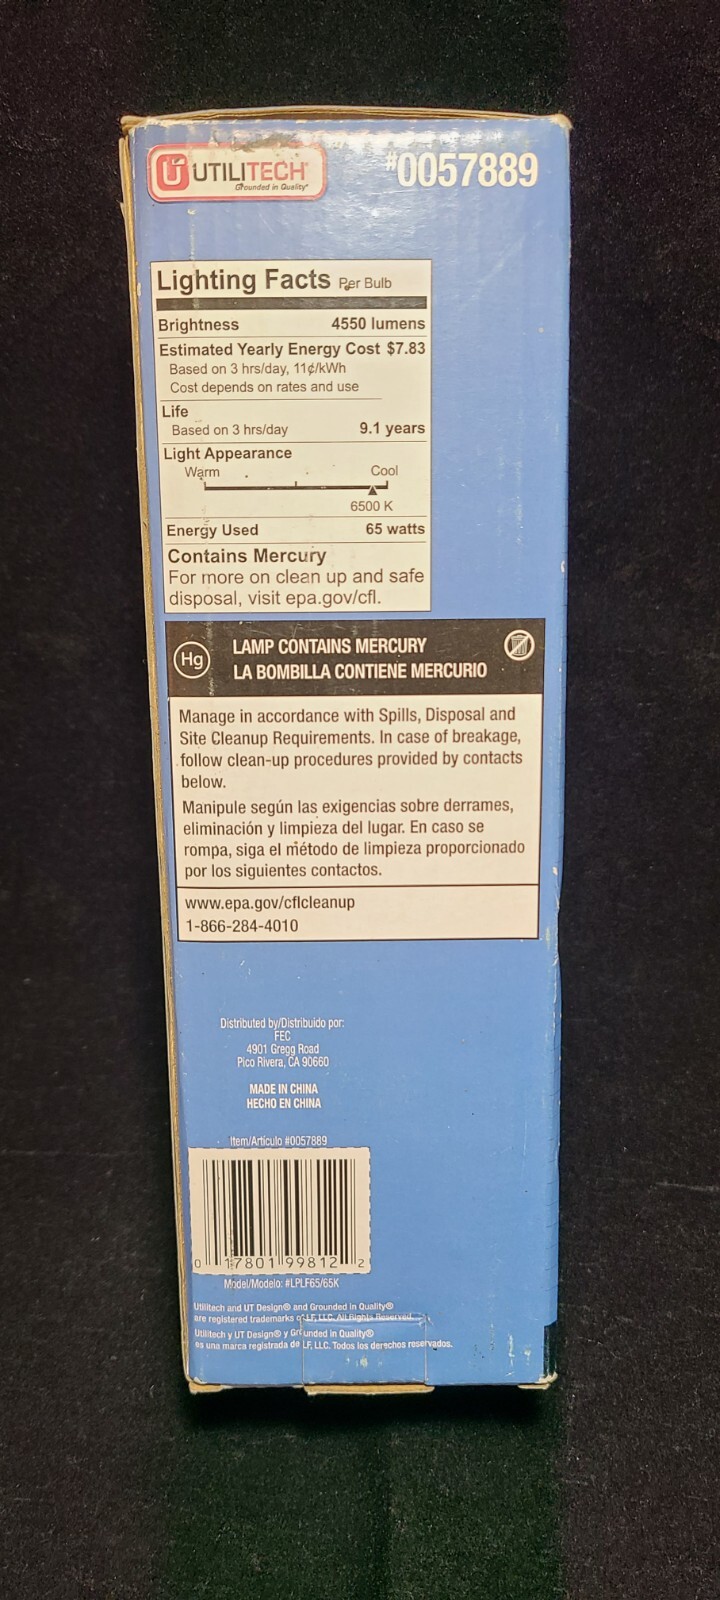 UTILITECH®
Grounded in Quality®
#0057889
Lighting Facts Per Bulb
Brightness 4550 lumens
Estimated Yearly Energy Cost $7.83
Based on 3 hrs/day, 11¢/kWh
Cost depends on rates and use
Life
Based on 3 hrs/day 9.1 years
Light Appearance
Warm Cool
6500 K
Energy Used 65 watts
Contains Mercury
For more on clean up and safe
disposal, visit epa.gov/cfl.
Hg
LAMP CONTAINS MERCURY
LA BOMBILLA CONTIENE MERCURIO
Manage in accordance with Spills, Disposal and
Site Cleanup Requirements. In case of breakage,
follow clean-up procedures provided by contacts
below.
Manipule según las exigencias sobre derrames,
eliminación y limpieza del lugar. En caso se
rompa, siga el método de limpieza proporcionado
por los siguientes contactos.
www.epa.gov/cflcleanup
1-866-284-4010
Distributed by/Distribuido por:
FEC
4901 Gregg Road
Pico Rivera, CA 90660
MADE IN CHINA
HECHO EN CHINA
Item/Artículo #0057889
0 17801 99812 2
Model/Modelo: #LPLF65/65K
Utilitech and UT Design® and Grounded in Quality®
are registered trademarks of LF, LLC. All Rights Reserved.
Utilitech y UT Design® y Grounded in Quality®
es una marca registrada de LF, LLC. Todos los derechos reservados.